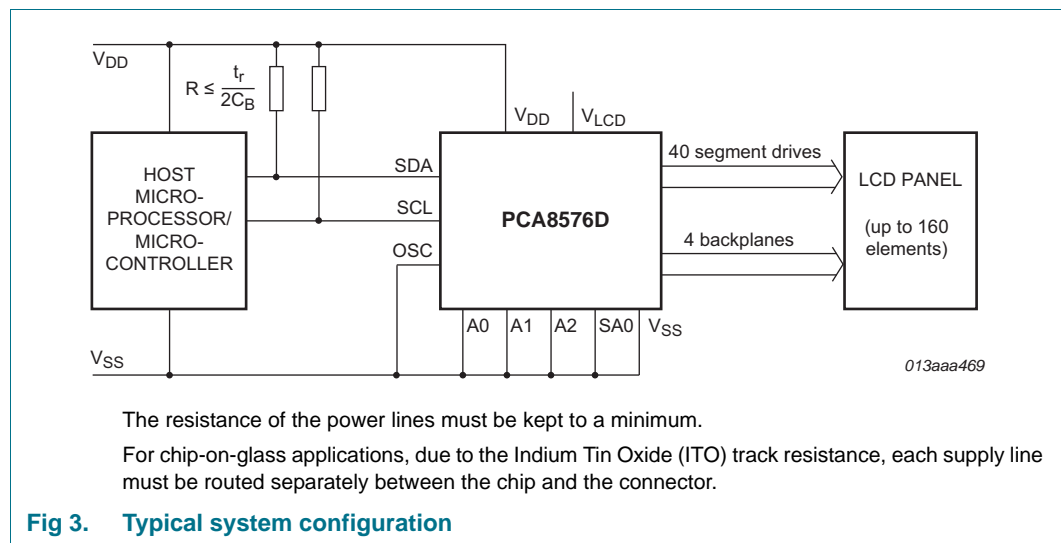 VDD
R ≤ tr
2CB
VDD
VLCD
HOST
MICRO-
PROCESSOR/
MICRO-
CONTROLLER
SDA
SCL
OSC
PCA8576D
40 segment drives
4 backplanes
LCD PANEL
(up to 160
elements)
A0 A1 A2 SA0 VSS
VSS
013aaa469
The resistance of the power lines must be kept to a minimum.
For chip-on-glass applications, due to the Indium Tin Oxide (ITO) track resistance, each supply line
must be routed separately between the chip and the connector.
Fig 3. Typical system configuration